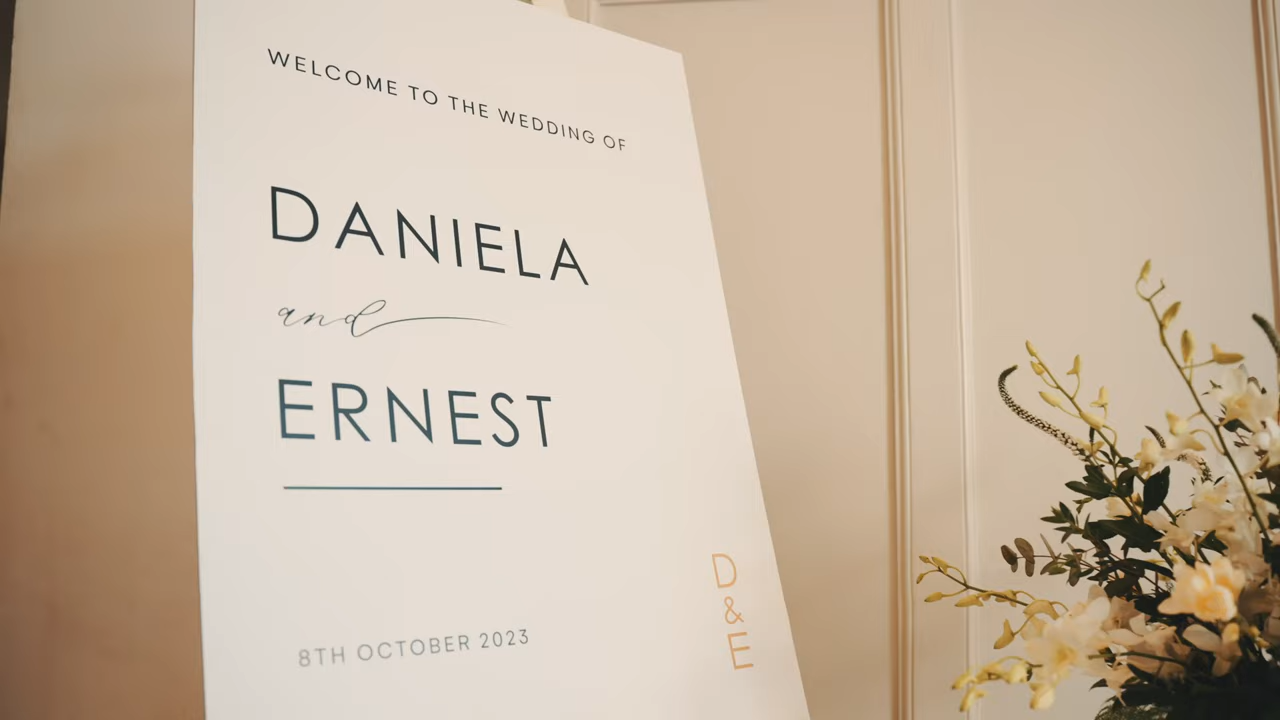 WELCOME TO THE WEDDING OF
DANIELA
and
ERNEST
8TH OCTOBER 2023
D
&
E